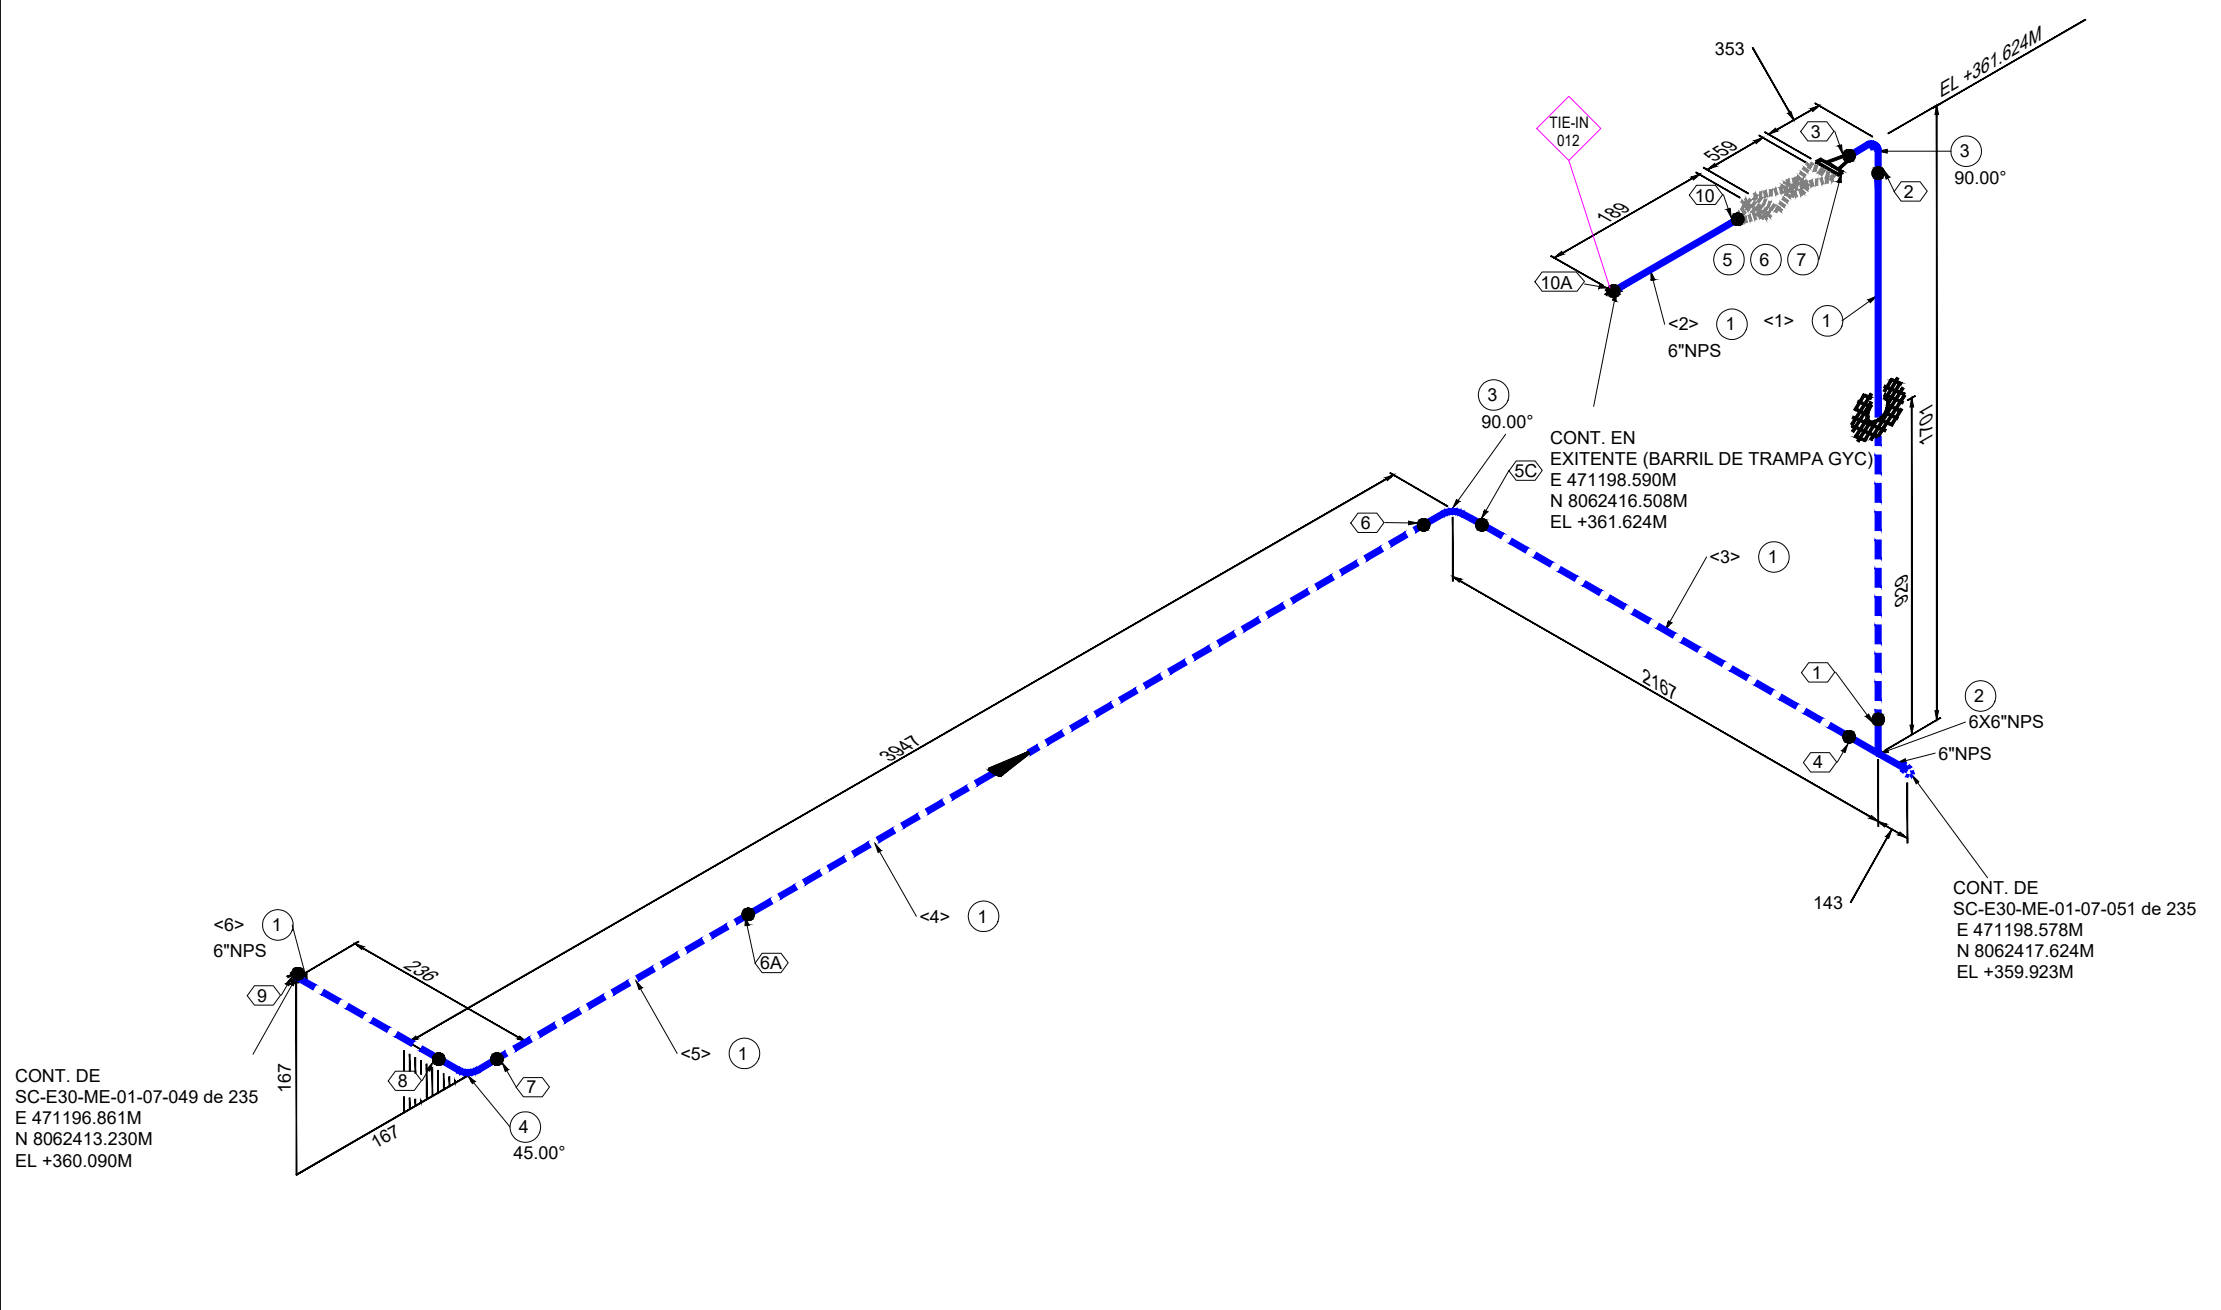 EL +361.624M
353
TIE-IN
012
3
559
3
90.00°
2
10
189
5
6
7
10A
<2>
1
<1>
1
6"NPS
3
90.00°
1701
CONT. EN
EXITENTE (BARRIL DE TRAMPA GYC)
E 471198.590M
N 8062416.508M
EL +361.624M
5C
6
<3>
1
929
1
2167
2
6X6"NPS
6"NPS
4
3947
143
CONT. DE
SC-E30-ME-01-07-051 de 235
E 471198.578M
N 8062417.624M
EL +359.923M
<4>
1
<6>
1
6"NPS
236
6A
9
<5>
1
8
7
167
CONT. DE
SC-E30-ME-01-07-049 de 235
E 471196.861M
N 8062413.230M
EL +360.090M
4
45.00°
167